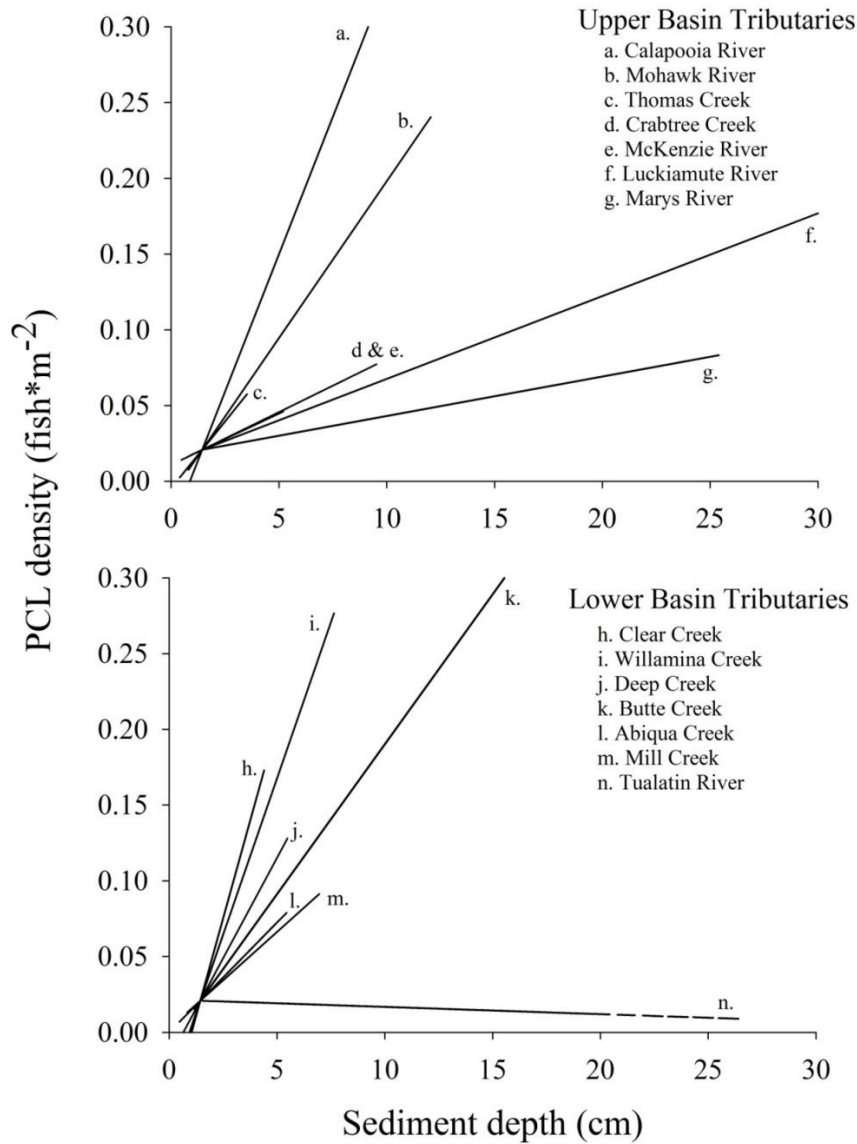 PCL density (fish*m-2)
Upper Basin Tributaries
a. Calapooia River
b. Mohawk River
c. Thomas Creek
d. Crabtree Creek
e. McKenzie River
f. Luckiamute River
g. Marys River
0.30
0.25
0.20
0.15
0.10
0.05
0.00
a.
b.
c.
d & e.
f.
g.
0 5 10 15 20 25 30
Lower Basin Tributaries
h. Clear Creek
i. Willamina Creek
j. Deep Creek
k. Butte Creek
l. Abiqua Creek
m. Mill Creek
n. Tualatin River
0.30
0.25
0.20
0.15
0.10
0.05
0.00
h.
i.
j.
k.
l.
m.
n.
0 5 10 15 20 25 30
Sediment depth (cm)